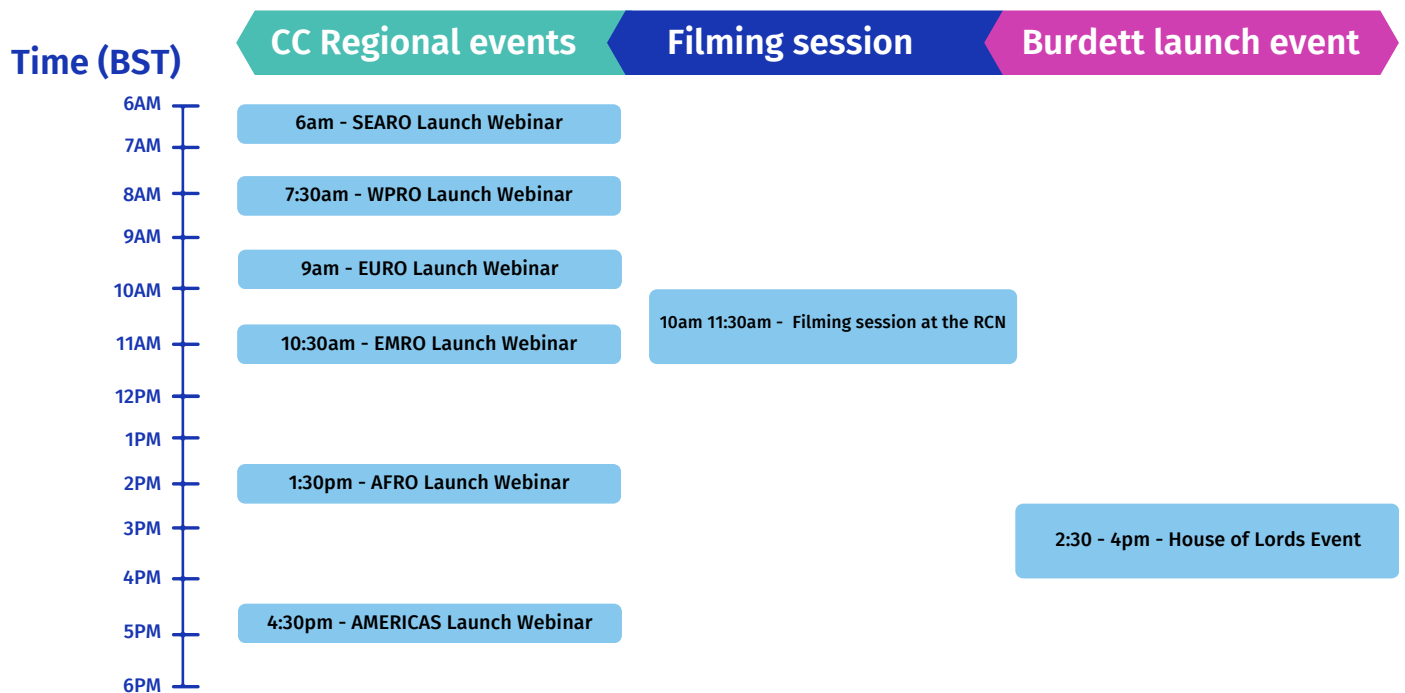 CC Regional events
Filming session
Burdett launch event
Time (BST)
6AM
6am - SEARO Launch Webinar
7AM
7:30am - WPRO Launch Webinar
8AM
9AM
9am - EURO Launch Webinar
10AM
10am 11:30am - Filming session at the RCN
10:30am - EMRO Launch Webinar
11AM
12PM
1PM
1:30pm - AFRO Launch Webinar
2PM
3PM
2:30 - 4pm - House of Lords Event
4PM
4:30pm - AMERICAS Launch Webinar
5PM
6PM